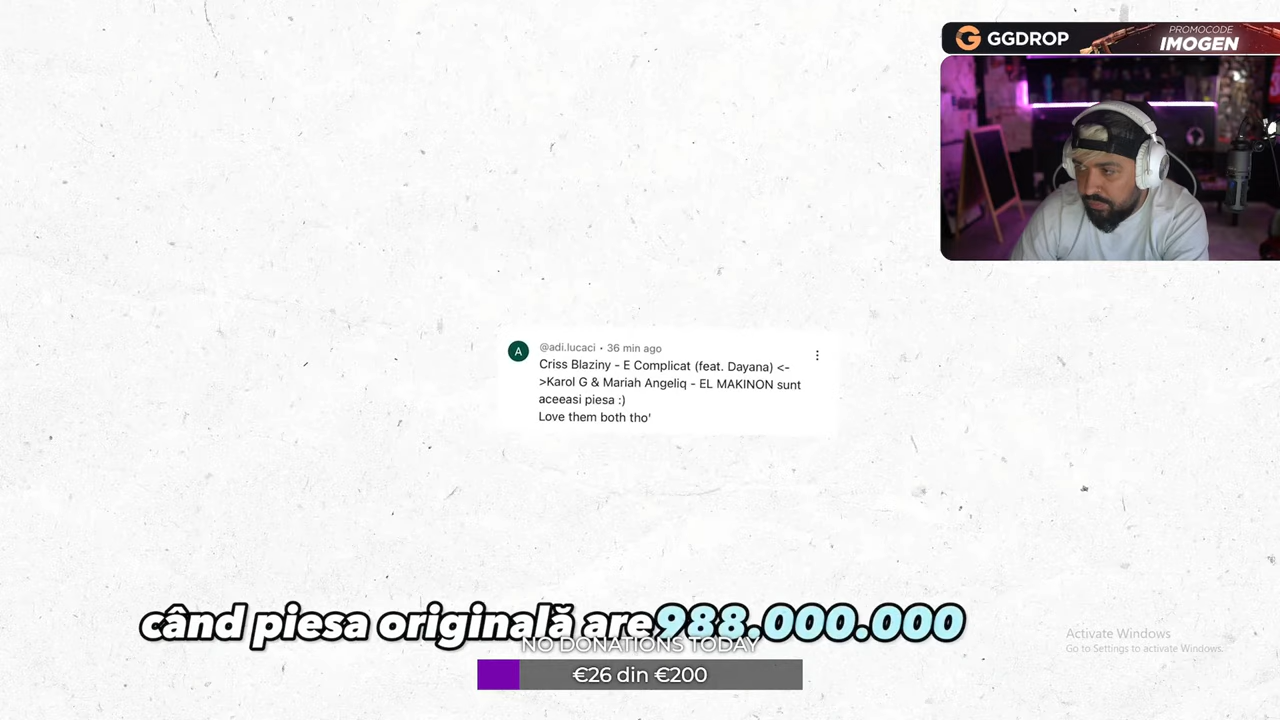 GGDROP
PROMOCODE
IMOGEN
A
@adi.lucaci • 36 min ago
Criss Blaziny - E Complicat (feat. Dayana) <-
>Karol G & Mariah Angeliq - EL MAKINON sunt
aceeasi piesa :)
Love them both tho'
când piesa originală are 988.000.000
NO DONATIONS TODAY
€26 din €200
Activate Windows
Go to Settings to activate Windows.